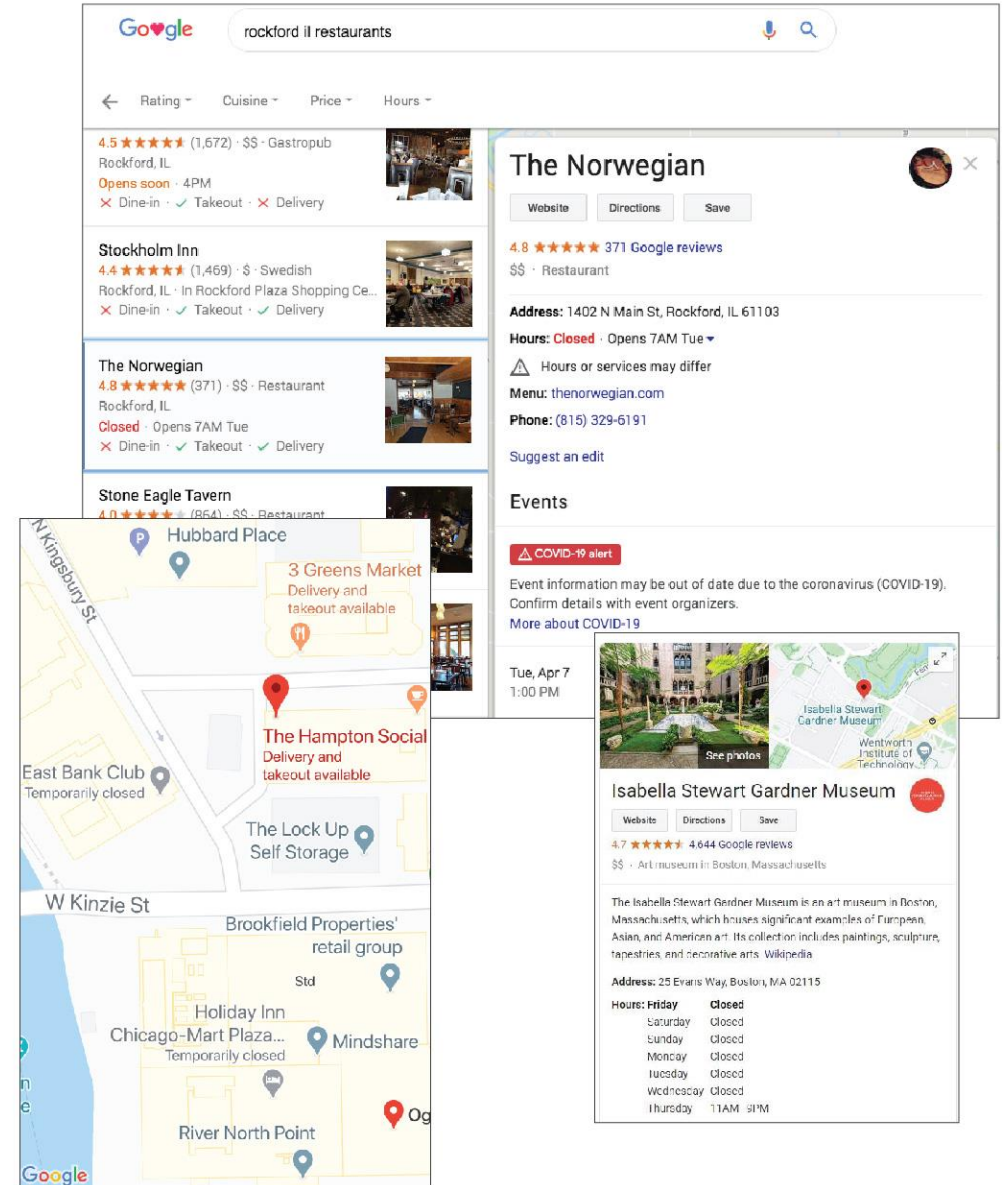 Google
rockford il restaurants
Rating Cuisine Price Hours
4.5 ★★★★★ (1,672) · $$ · Gastropub
Rockford, IL
Opens soon · 4PM
✕ Dine-in · ✓ Takeout · ✕ Delivery
Stockholm Inn
4.4 ★★★★★ (1,469) · $ · Swedish
Rockford, IL · In Rockford Plaza Shopping Ce...
✕ Dine-in · ✓ Takeout · ✓ Delivery
The Norwegian
4.8 ★★★★★ (371) · $$ · Restaurant
Rockford, IL
Closed · Opens 7AM Tue
✕ Dine-in · ✓ Takeout · ✓ Delivery
Stone Eagle Tavern
4.0 ★★★★★ (864) · $$ · Restaurant
The Norwegian
Website Directions Save
4.8 ★★★★★ 371 Google reviews
$$ · Restaurant
Address: 1402 N Main St, Rockford, IL 61103
Hours: Closed · Opens 7AM Tue
Hours or services may differ
Menu: thenorwegian.com
Phone: (815) 329-6191
Suggest an edit
Events
COVID-19 alert
Event information may be out of date due to the coronavirus (COVID-19).
Confirm details with event organizers.
More about COVID-19
Tue, Apr 7
1:00 PM
N Kingsbury St
P
Hubbard Place
3 Greens Market
Delivery and
takeout available
The Hampton Social
Delivery and
takeout available
East Bank Club
Temporarily closed
The Lock Up
Self Storage
W Kinzie St
Brookfield Properties'
retail group
Std
Holiday Inn
Chicago-Mart Plaza...
Temporarily closed
Mindshare
n
e
Og
River North Point
Google
Isabella Stewart
Gardner Museum
Wentworth
Institute of
Technology
See photos
Isabella Stewart Gardner Museum
Website Directions Save
4.7 ★★★★★ 4,644 Google reviews
$$ · Art museum in Boston, Massachusetts
The Isabella Stewart Gardner Museum is an art museum in Boston,
Massachusetts, which houses significant examples of European,
Asian, and American art. Its collection includes paintings, sculpture,
tapestries, and decorative arts. Wikipedia
Address: 25 Evans Way, Boston, MA 02115
Hours: Friday Closed
Saturday Closed
Sunday Closed
Monday Closed
Tuesday Closed
Wednesday Closed
Thursday 11AM–9PM